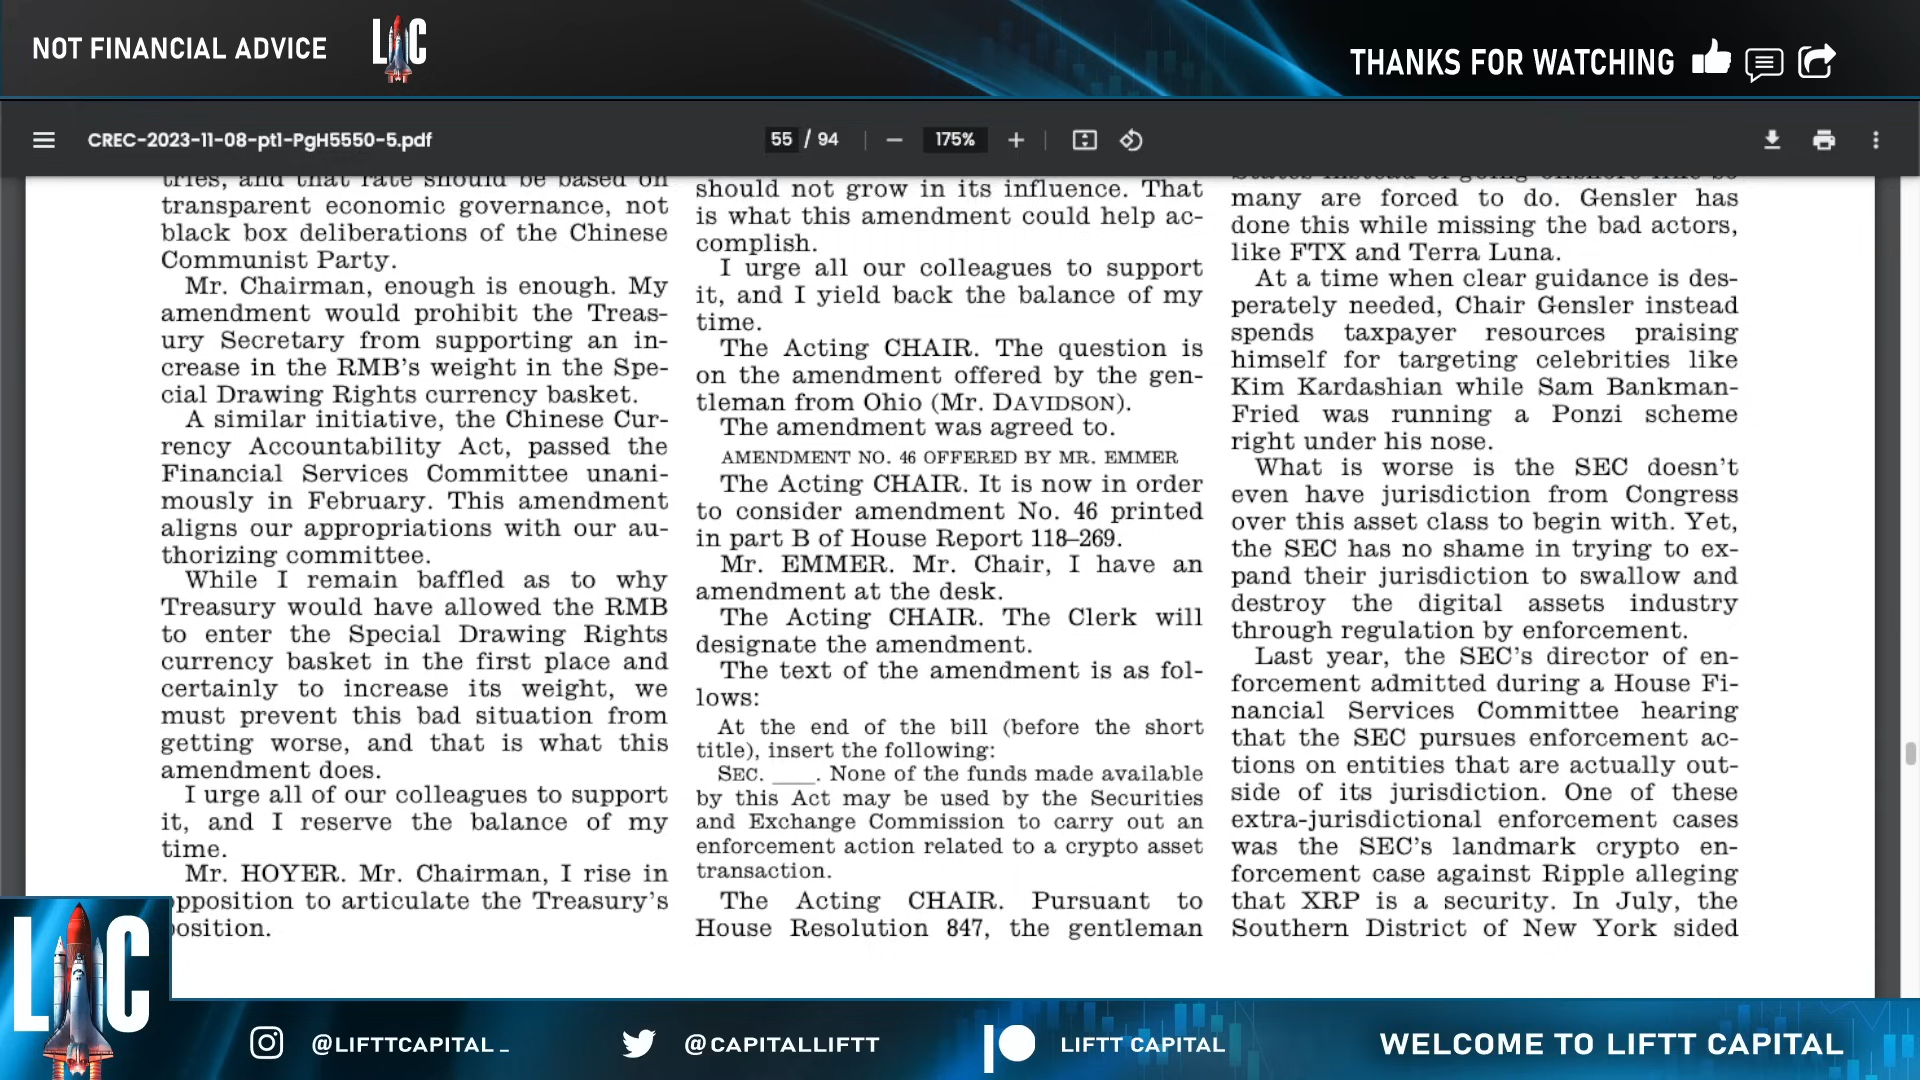 NOT FINANCIAL ADVICE
LC
THANKS FOR WATCHING
CREC-2023-11-08-pt1-PgH5550-5.pdf
55 / 94
175%
tries, and that rate should be based on
transparent economic governance, not
black box deliberations of the Chinese
Communist Party.
Mr. Chairman, enough is enough. My
amendment would prohibit the Treas-
ury Secretary from supporting an in-
crease in the RMB's weight in the Spe-
cial Drawing Rights currency basket.
A similar initiative, the Chinese Cur-
rency Accountability Act, passed the
Financial Services Committee unani-
mously in February. This amendment
aligns our appropriations with our au-
thorizing committee.
While I remain baffled as to why
Treasury would have allowed the RMB
to enter the Special Drawing Rights
currency basket in the first place and
certainly to increase its weight, we
must prevent this bad situation from
getting worse, and that is what this
amendment does.
I urge all of our colleagues to support
it, and I reserve the balance of my
time.
Mr. HOYER. Mr. Chairman, I rise in
opposition to articulate the Treasury's
position.
should not grow in its influence. That
is what this amendment could help ac-
complish.
I urge all our colleagues to support
it, and I yield back the balance of my
time.
The Acting CHAIR. The question is
on the amendment offered by the gen-
tleman from Ohio (Mr. DAVIDSON).
The amendment was agreed to.
AMENDMENT NO. 46 OFFERED BY MR. EMMER
The Acting CHAIR. It is now in order
to consider amendment No. 46 printed
in part B of House Report 118–269.
Mr. EMMER. Mr. Chair, I have an
amendment at the desk.
The Acting CHAIR. The Clerk will
designate the amendment.
The text of the amendment is as fol-
lows:
At the end of the bill (before the short
title), insert the following:
SEC. ___. None of the funds made available
by this Act may be used by the Securities
and Exchange Commission to carry out an
enforcement action related to a crypto asset
transaction.
The Acting CHAIR. Pursuant to
House Resolution 847, the gentleman
States instead of going offshore like so
many are forced to do. Gensler has
done this while missing the bad actors,
like FTX and Terra Luna.
At a time when clear guidance is des-
perately needed, Chair Gensler instead
spends taxpayer resources praising
himself for targeting celebrities like
Kim Kardashian while Sam Bankman-
Fried was running a Ponzi scheme
right under his nose.
What is worse is the SEC doesn't
even have jurisdiction from Congress
over this asset class to begin with. Yet,
the SEC has no shame in trying to ex-
pand their jurisdiction to swallow and
destroy the digital assets industry
through regulation by enforcement.
Last year, the SEC's director of en-
forcement admitted during a House Fi-
nancial Services Committee hearing
that the SEC pursues enforcement ac-
tions on entities that are actually out-
side of its jurisdiction. One of these
extra-jurisdictional enforcement cases
was the SEC's landmark crypto en-
forcement case against Ripple alleging
that XRP is a security. In July, the
Southern District of New York sided
LC
@LIFTTCAPITAL_
@CAPITALLIFTT
LIFTT CAPITAL
WELCOME TO LIFTT CAPITAL